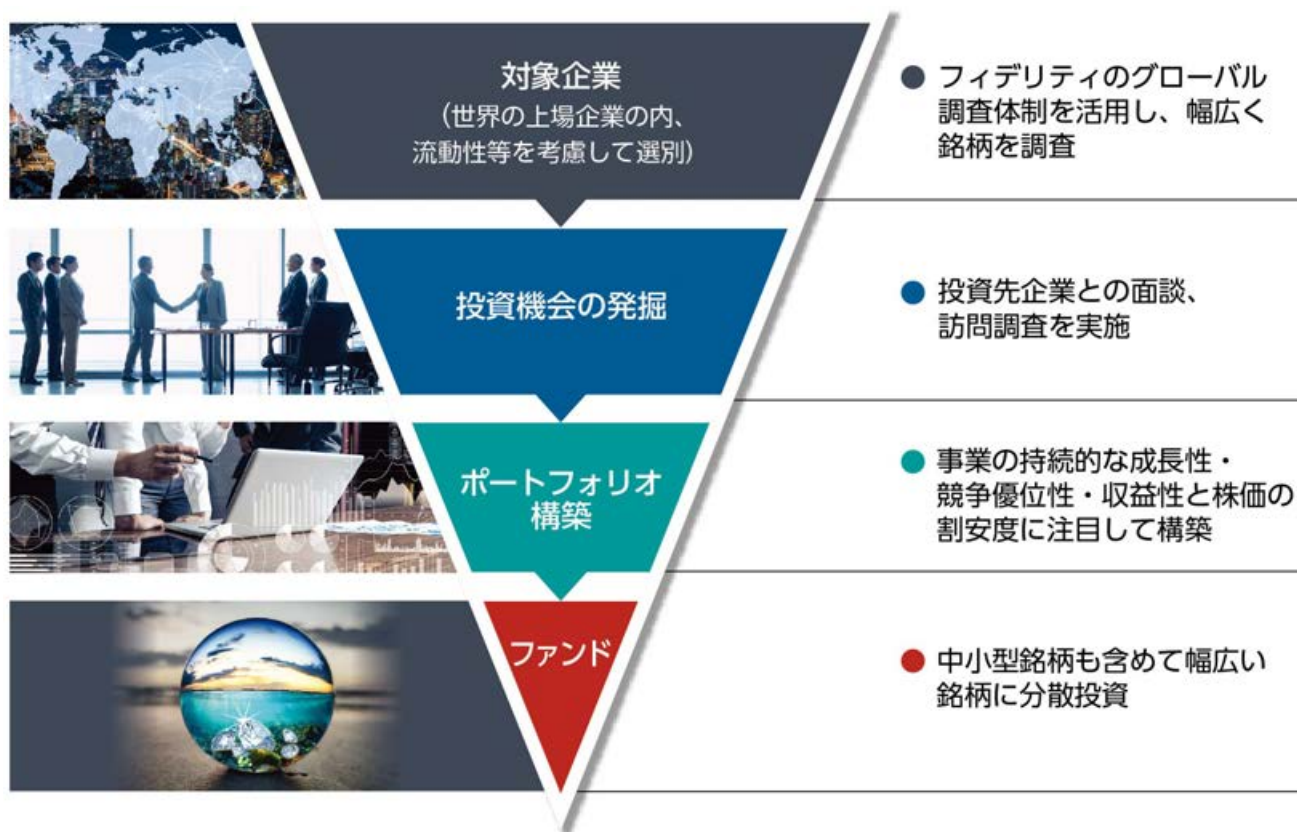 対象企業
（世界の上場企業の内、
流動性等を考慮して選別）
● フィデリティのグローバル
調査体制を活用し、幅広く
銘柄を調査
投資機会の発掘
● 投資先企業との面談、
訪問調査を実施
ポートフォリオ
構築
● 事業の持続的な成長性・
競争優位性・収益性と株価の
割安度に注目して構築
ファンド
● 中小型銘柄も含めて幅広い
銘柄に分散投資